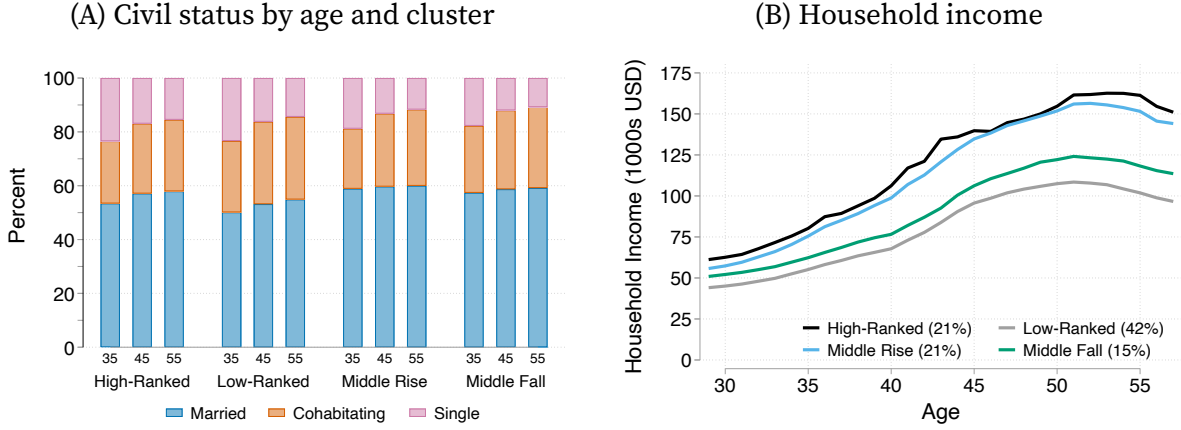 (A) Civil status by age and cluster
Percent
100
80
60
40
20
0
35 45 55 35 45 55 35 45 55 35 45 55
High-Ranked Low-Ranked Middle Rise Middle Fall
Married Cohabitating Single
(B) Household income
Household Income (1000s USD)
175
150
125
100
75
50
25
0
High-Ranked (21%) Low-Ranked (42%)
Middle Rise (21%) Middle Fall (15%)
30 35 40 45 50 55
Age